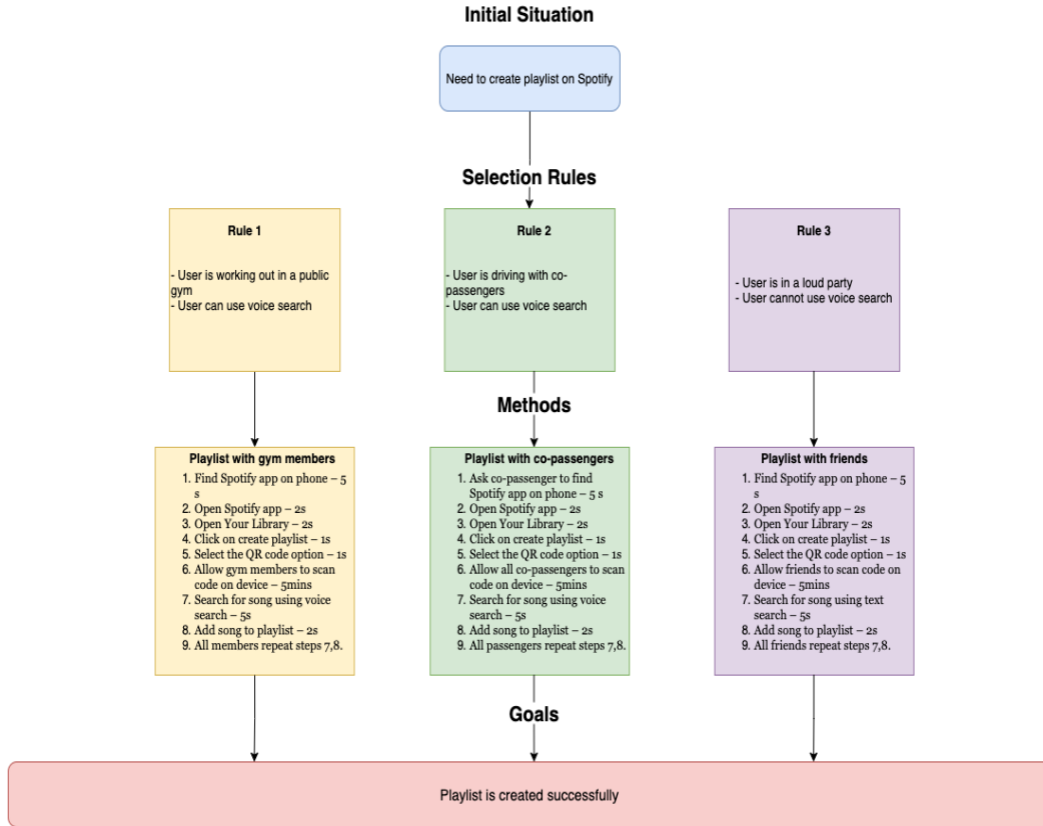 Initial Situation
Need to create playlist on Spotify
Selection Rules
Rule 1
- User is working out in a public
gym
- User can use voice search
Rule 2
- User is driving with co-
passengers
- User can use voice search
Rule 3
- User is in a loud party
- User cannot use voice search
Methods
Playlist with gym members
1. Find Spotify app on phone – 5
s
2. Open Spotify app – 2s
3. Open Your Library – 2s
4. Click on create playlist – 1s
5. Select the QR code option – 1s
6. Allow gym members to scan
code on device – 5mins
7. Search for song using voice
search – 5s
8. Add song to playlist – 2s
9. All members repeat steps 7,8.
Playlist with co-passengers
1. Ask co-passenger to find
Spotify app on phone – 5 s
2. Open Spotify app – 2s
3. Open Your Library – 2s
4. Click on create playlist – 1s
5. Select the QR code option – 1s
6. Allow all co-passengers to scan
code on device – 5mins
7. Search for song using voice
search – 5s
8. Add song to playlist – 2s
9. All passengers repeat steps 7,8.
Playlist with friends
1. Find Spotify app on phone – 5
s
2. Open Spotify app – 2s
3. Open Your Library – 2s
4. Click on create playlist – 1s
5. Select the QR code option – 1s
6. Allow friends to scan code on
device – 5mins
7. Search for song using text
search – 5s
8. Add song to playlist – 2s
9. All friends repeat steps 7,8.
Goals
Playlist is created successfully